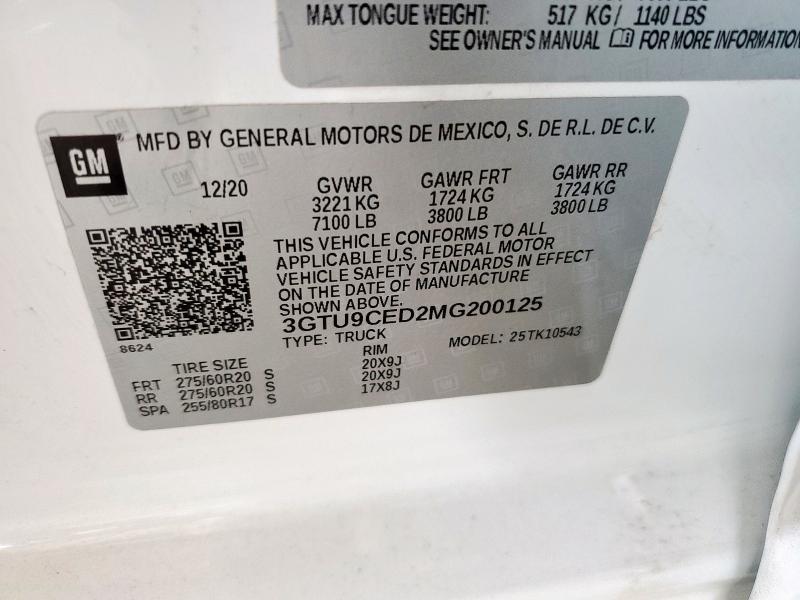 MAX TONGUE WEIGHT: 517 KG/ 1140 LBS
SEE OWNER'S MANUAL FOR MORE INFORMATION
GM
MFD BY GENERAL MOTORS DE MEXICO, S. DE R.L. DE C.V.
12/20 GVWR GAWR FRT GAWR RR
3221 KG 1724 KG 1724 KG
7100 LB 3800 LB 3800 LB
THIS VEHICLE CONFORMS TO ALL
APPLICABLE U.S. FEDERAL MOTOR
VEHICLE SAFETY STANDARDS IN EFFECT
ON THE DATE OF MANUFACTURE
SHOWN ABOVE.
3GTU9CED2MG200125
8624 TYPE: TRUCK MODEL: 25TK10543
TIRE SIZE RIM
FRT 275/60R20 S 20X9J
RR 275/60R20 S 20X9J
SPA 255/80R17 S 17X8J